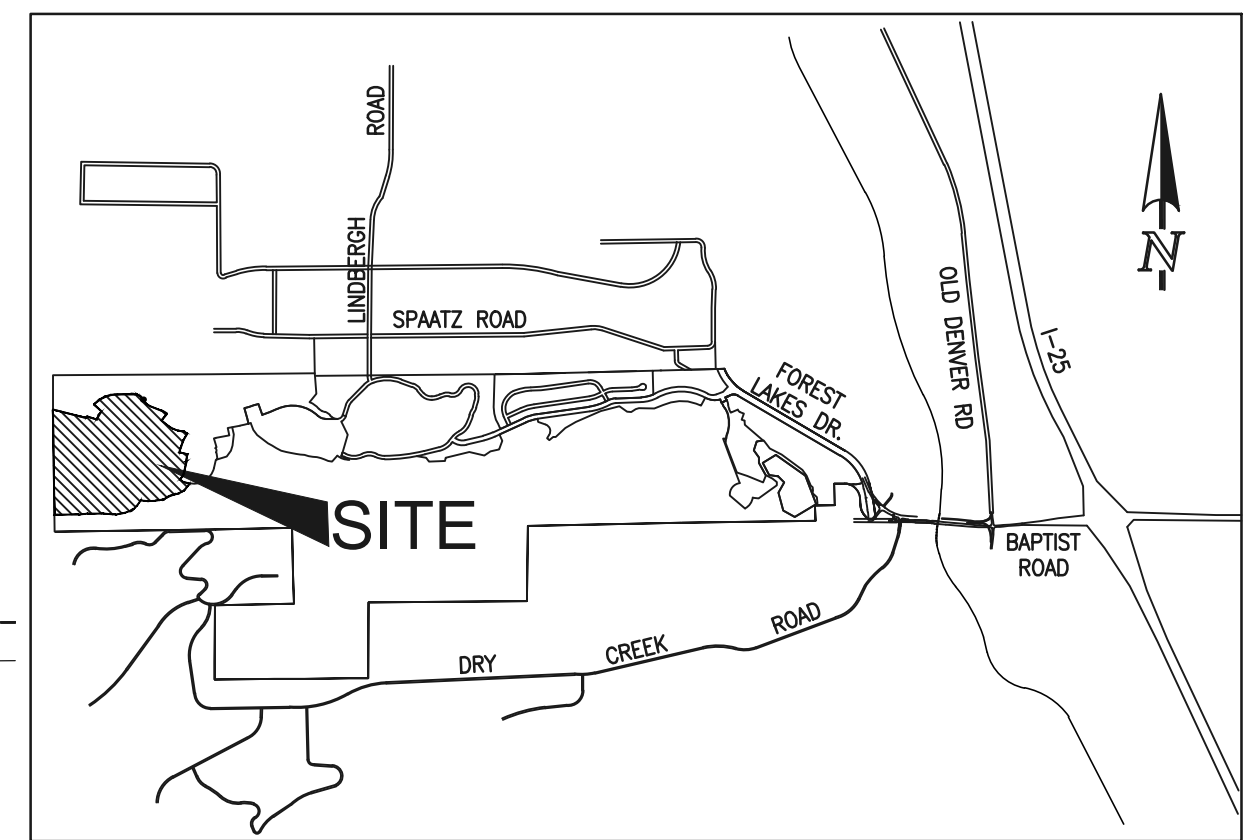 ROAD
LINDBERGH
SPAATZ ROAD
N
OLD DENVER RD
I-25
FOREST
LAKES DR.
SITE
BAPTIST
ROAD
DRY CREEK ROAD